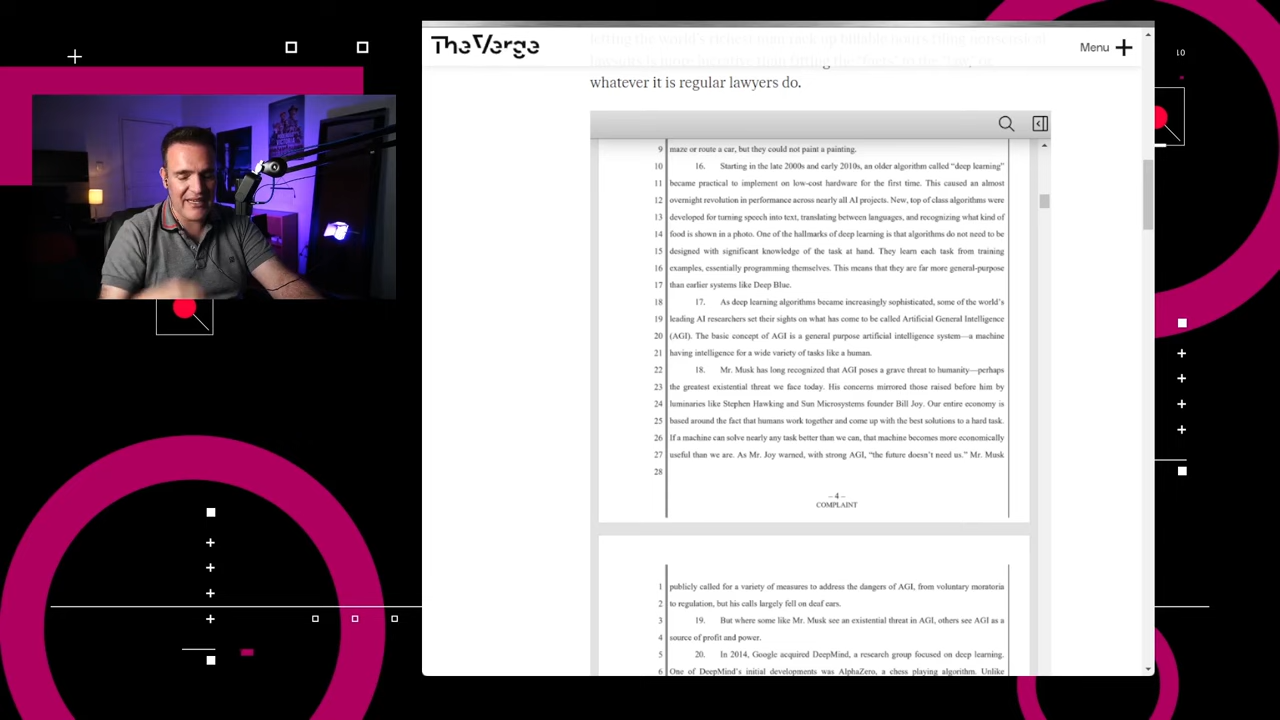 The Verge
Menu
whatever it is regular lawyers do.
10
9 maze or route a car, but they could not paint a painting.
10 16. Starting in the late 2000s and early 2010s, an older algorithm called “deep learning”
11 became practical to implement on low-cost hardware for the first time. This caused an almost
12 overnight revolution in performance across nearly all AI projects. New, top of class algorithms were
13 developed for turning speech into text, translating between languages, and recognizing what kind of
14 food is shown in a photo. One of the hallmarks of deep learning is that algorithms do not need to be
15 designed with significant knowledge of the task at hand. They learn each task from training
16 examples, essentially programming themselves. This means that they are far more general-purpose
17 than earlier systems like Deep Blue.
18 17. As deep learning algorithms became increasingly sophisticated, some of the world’s
19 leading AI researchers set their sights on what has come to be called Artificial General Intelligence
20 (AGI). The basic concept of AGI is a general purpose artificial intelligence system—a machine
21 having intelligence for a wide variety of tasks like a human.
22 18. Mr. Musk has long recognized that AGI poses a grave threat to humanity—perhaps
23 the greatest existential threat we face today. His concerns mirrored those raised before him by
24 luminaries like Stephen Hawking and Sun Microsystems founder Bill Joy. Our entire economy is
25 based around the fact that humans work together and come up with the best solutions to a hard task.
26 If a machine can solve nearly any task better than we can, that machine becomes more economically
27 useful than we are. As Mr. Joy warned, with strong AGI, “the future doesn’t need us.” Mr. Musk
28
– 4 –
COMPLAINT
1 publicly called for a variety of measures to address the dangers of AGI, from voluntary moratoria
2 to regulation, but his calls largely fell on deaf ears.
3 19. But where some like Mr. Musk see an existential threat in AGI, others see AGI as a
4 source of profit and power.
5 20. In 2014, Google acquired DeepMind, a research group focused on deep learning.
6 One of DeepMind’s initial developments was AlphaZero, a chess playing algorithm. Unlike